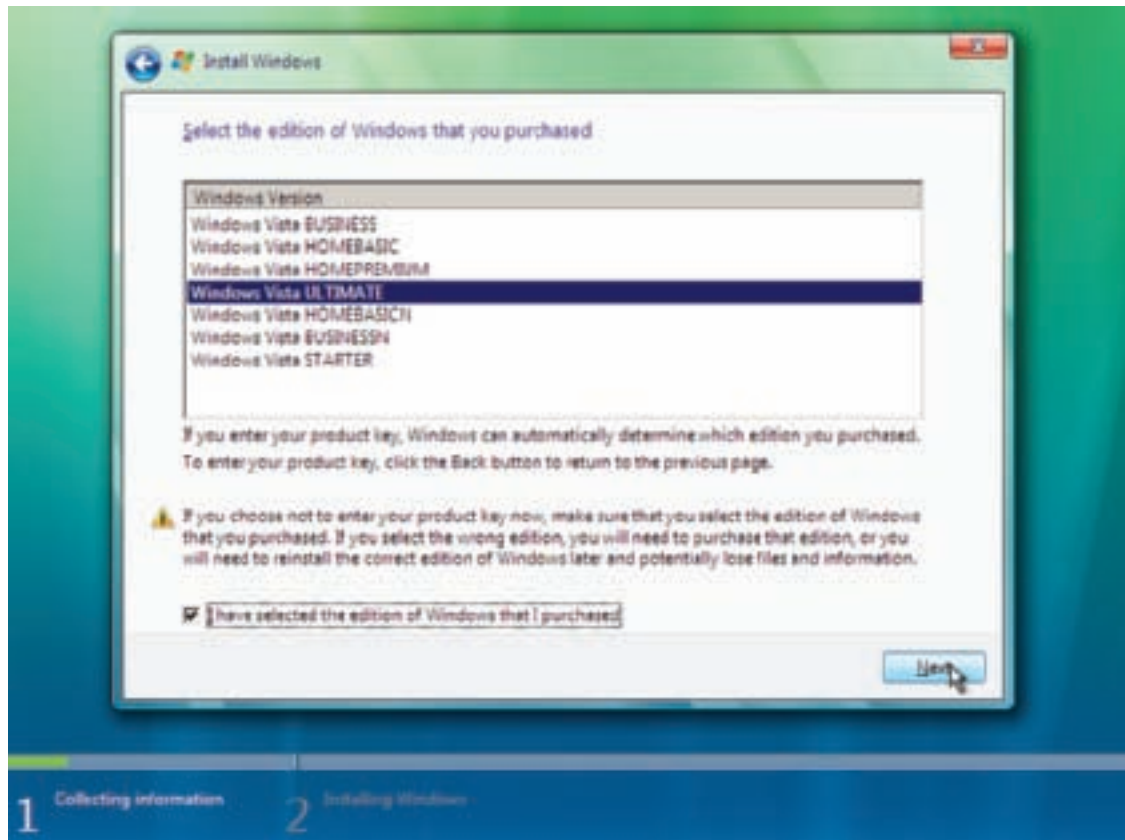 Install Windows
Select the edition of Windows that you purchased
Windows Version
Windows Vista BUSINESS
Windows Vista HOMEBASIC
Windows Vista HOMEPREMIUM
Windows Vista ULTIMATE
Windows Vista HOMEBASICN
Windows Vista BUSINESSN
Windows Vista STARTER
If you enter your product key, Windows can automatically determine which edition you purchased.
To enter your product key, click the Back button to return to the previous page.
If you choose not to enter your product key now, make sure that you select the edition of Windows
that you purchased. If you select the wrong edition, you will need to purchase that edition, or you
will need to reinstall the correct edition of Windows later and potentially lose files and information.
I have selected the edition of Windows that I purchased
Next
1 Collecting information 2 Installing Windows